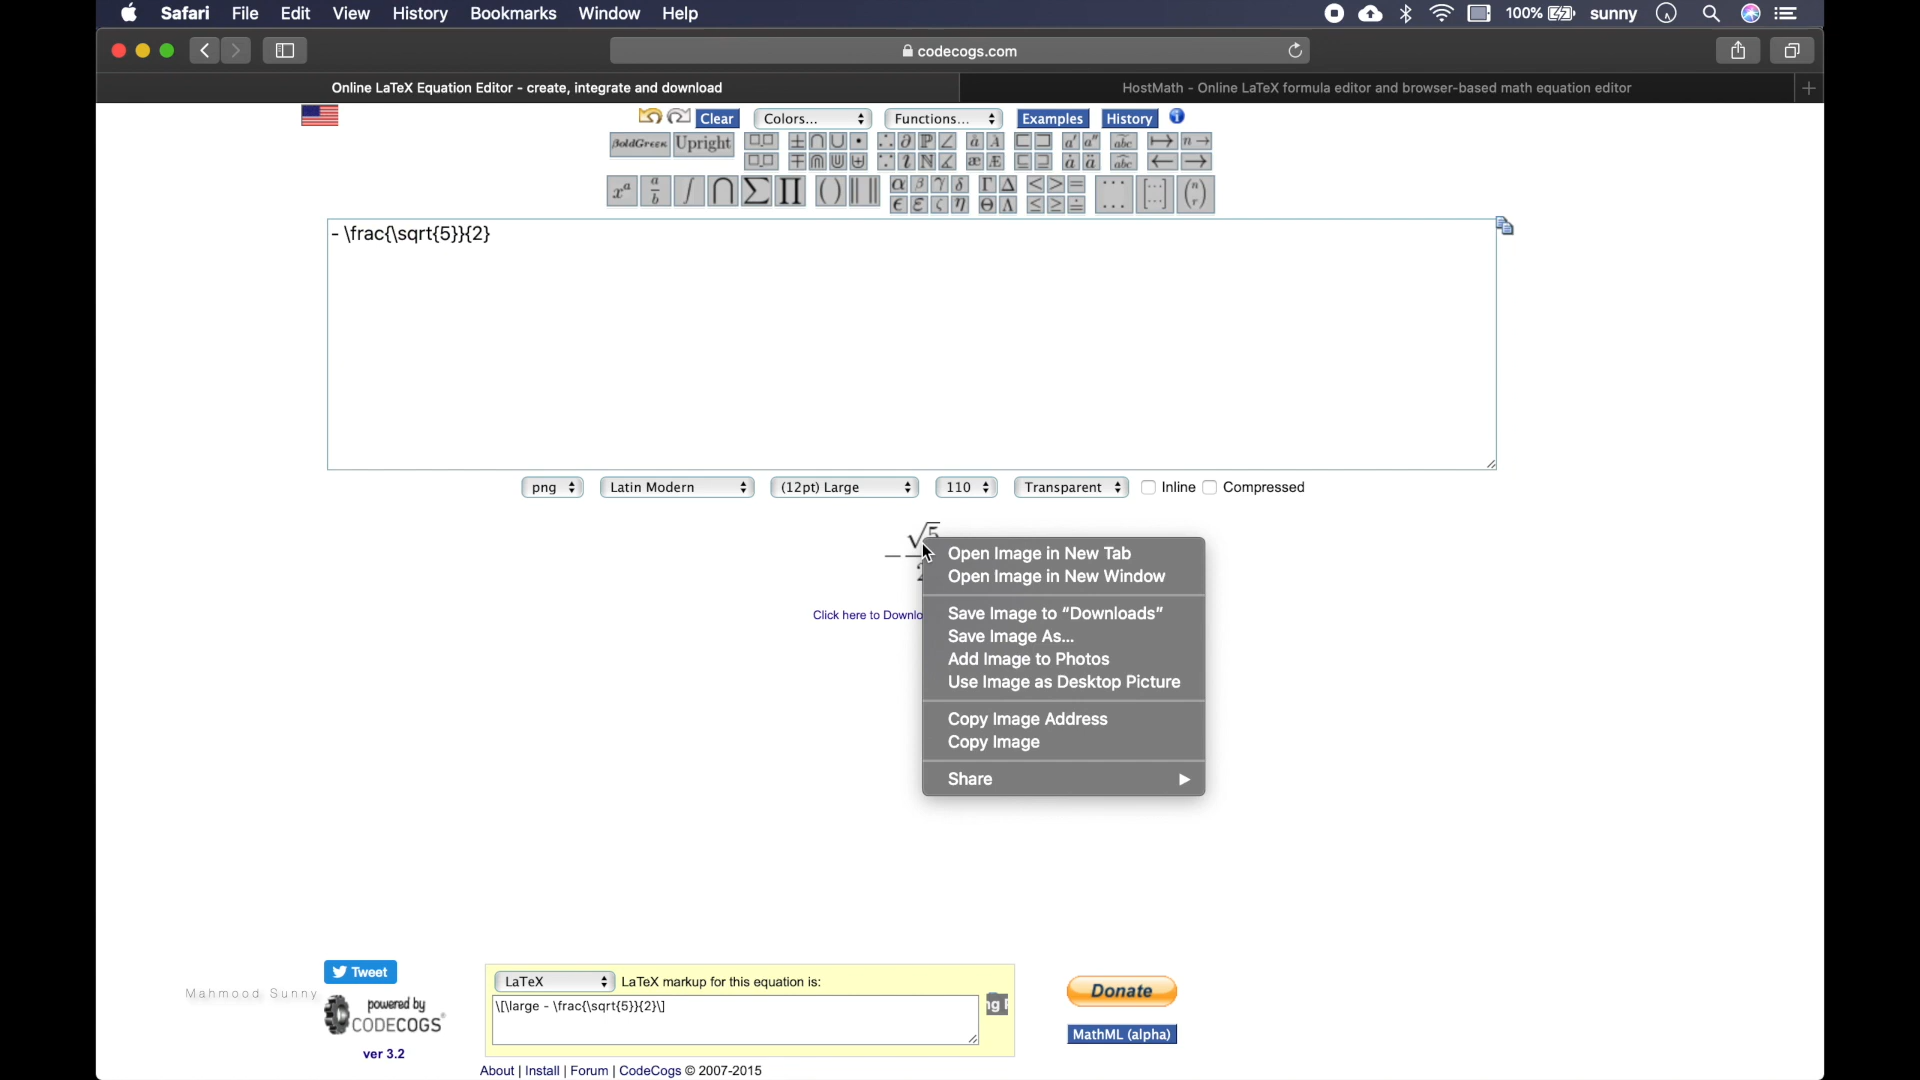 Safari File Edit View History Bookmarks Window Help 100% sunny
codecogs.com
Online LaTeX Equation Editor - create, integrate and download HostMath - Online LaTeX formula editor and browser-based math equation editor
Clear Colors... Functions... Examples History
βoldGreek Upright
- \frac{\sqrt{5}}{2}
png Latin Modern (12pt) Large 110 Transparent Inline Compressed
Open Image in New Tab
Open Image in New Window
Click here to Downlo
Save Image to “Downloads”
Save Image As...
Add Image to Photos
Use Image as Desktop Picture
Copy Image Address
Copy Image
Share
Tweet
Mahmood Sunny
powered by
CODECOGS
ver 3.2
LaTeX LaTeX markup for this equation is:
\[\large - \frac{\sqrt{5}}{2}\]
Donate
MathML (alpha)
About | Install | Forum | CodeCogs © 2007-2015